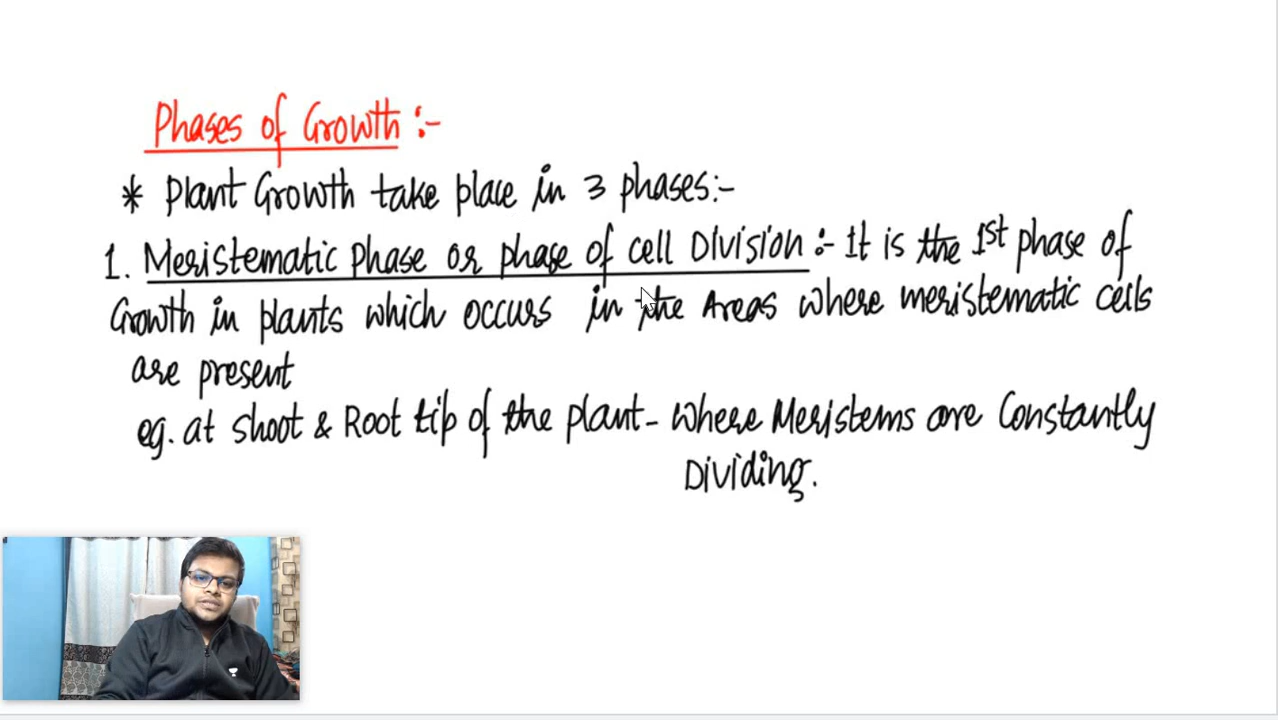 Phases of Growth :-
* Plant Growth take place in 3 phases:-
1. Meristematic Phase or phase of cell Division :- It is the 1st phase of
Growth in plants which occurs in the Areas where meristematic cells
are present
eg. at shoot & Root tip of the plant - where Meristems are Constantly
Dividing.